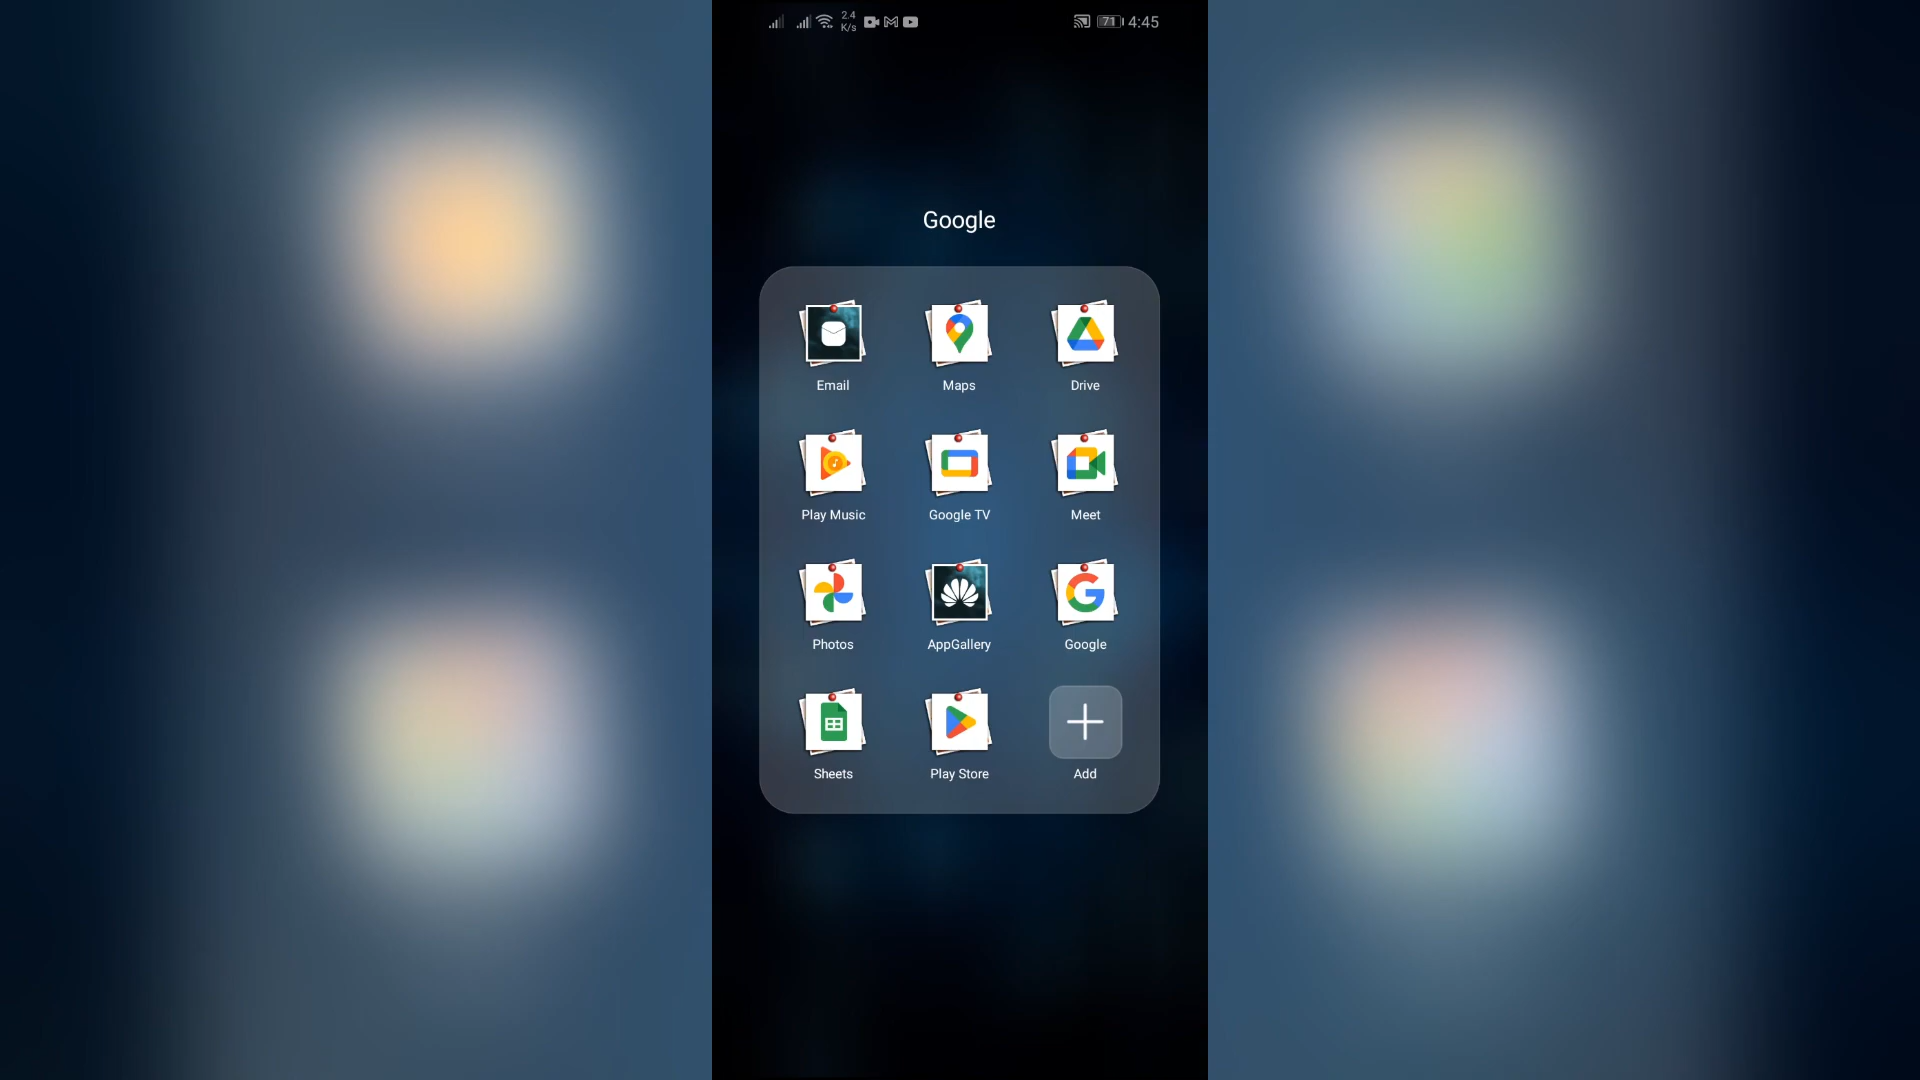 2.4
K/s
71 4:45
Google
Email Maps Drive
Play Music Google TV Meet
Photos AppGallery Google
Sheets Play Store Add